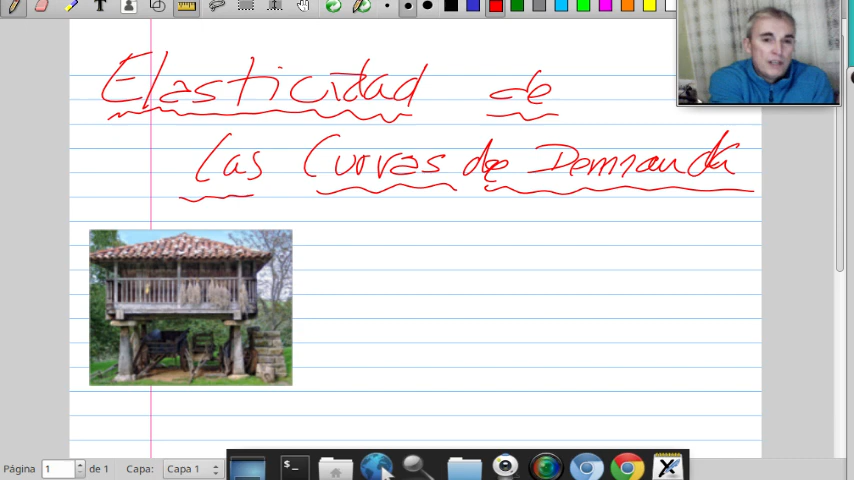 T
Elasticidad de
las Curvas de Demanda
Página 1 de 1 Capa: Capa 1